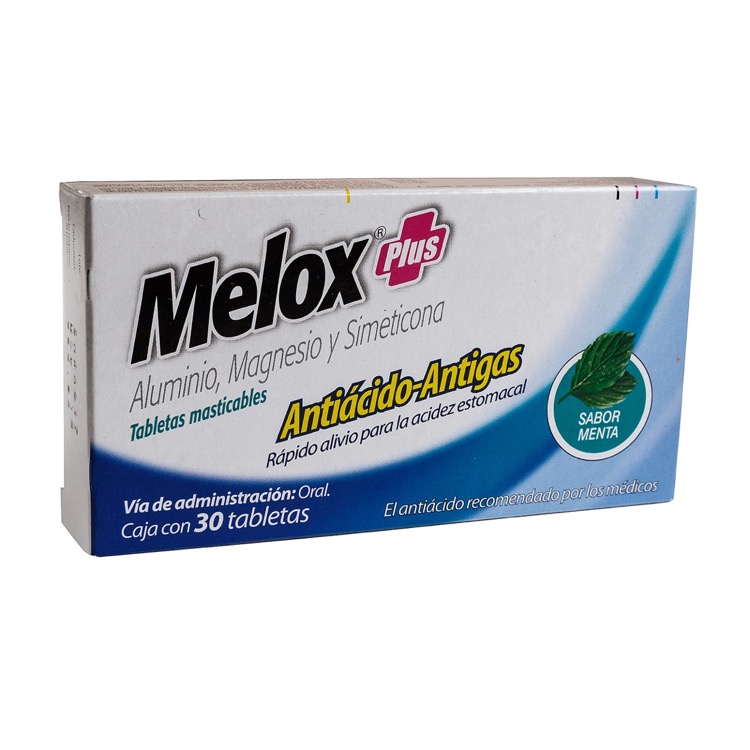 Melox® Plus
Aluminio, Magnesio y Simeticona
Tabletas masticables
Antiácido-Antigas
Rápido alivio para la acidez estomacal
SABOR
MENTA
Vía de administración: Oral.
Caja con 30 tabletas
El antiácido recomendado por los médicos